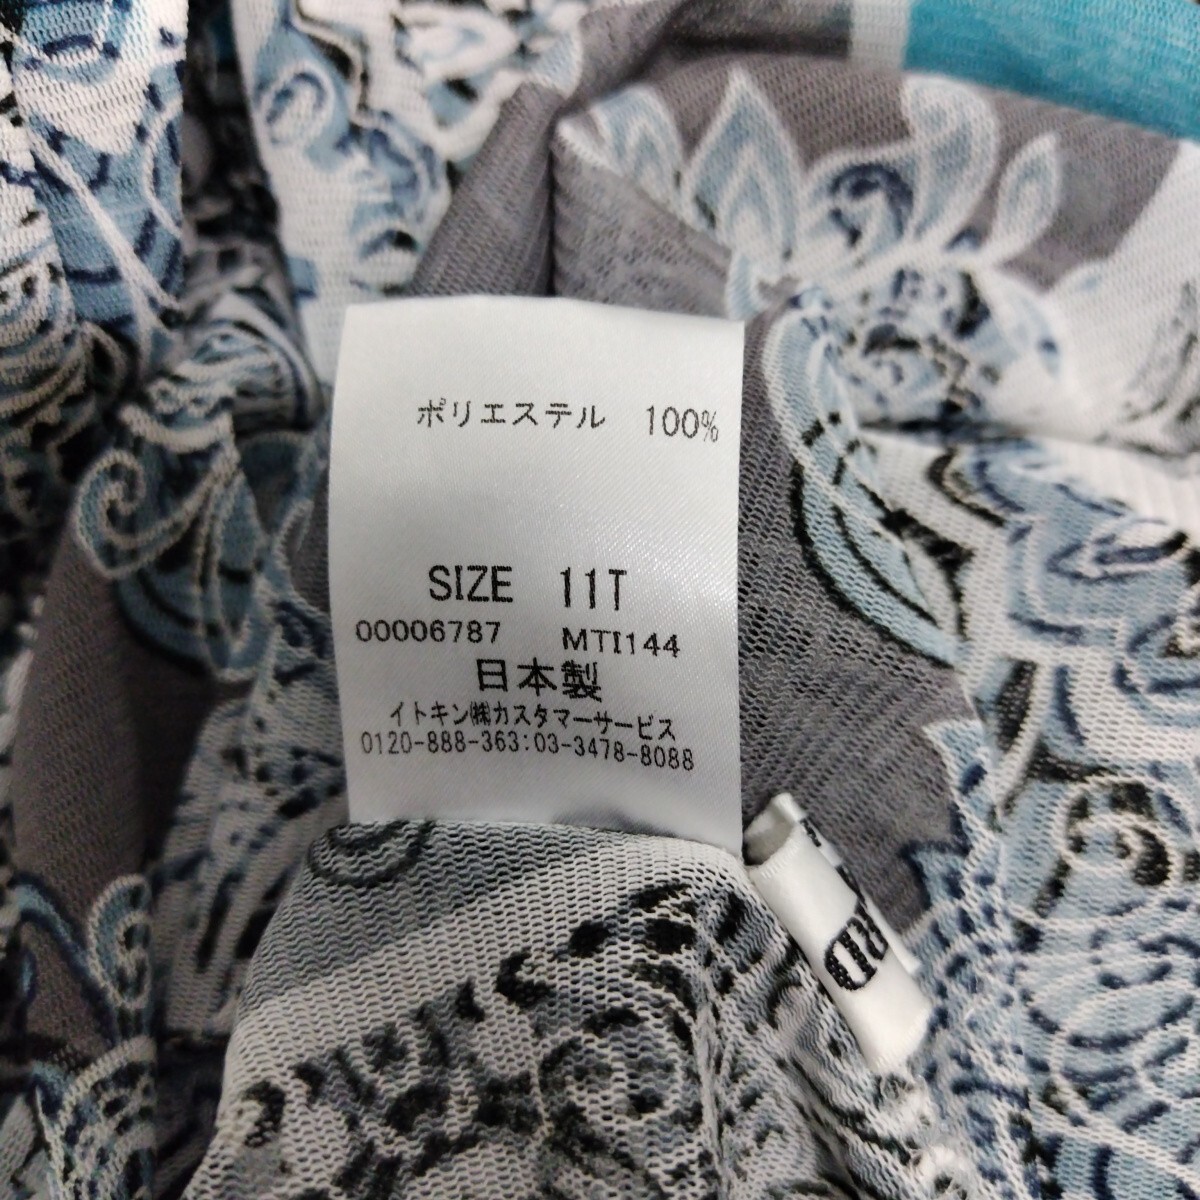 ポリエステル 100%
SIZE 11T
00006787 MTI144
日本製
イトキン㈱カスタマーサービス
0120-888-363:03-3478-8088